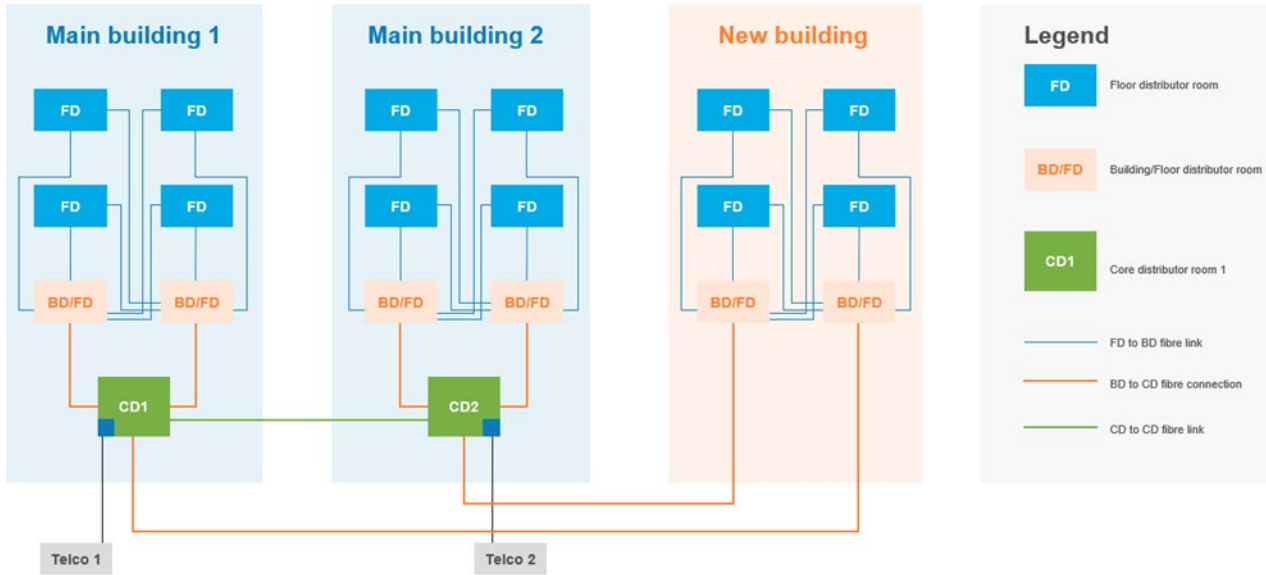 Main building 1
Main building 2
New building
Legend
FD
FD
FD
FD
FD
FD
FD
Floor distributor room
FD
FD
FD
FD
FD
FD
BD/FD
Building/Floor distributor room
BD/FD
BD/FD
BD/FD
BD/FD
BD/FD
BD/FD
CD1
Core distributor room 1
FD to BD fibre link
BD to CD fibre connection
CD1
CD2
CD to CD fibre link
Telco 1
Telco 2